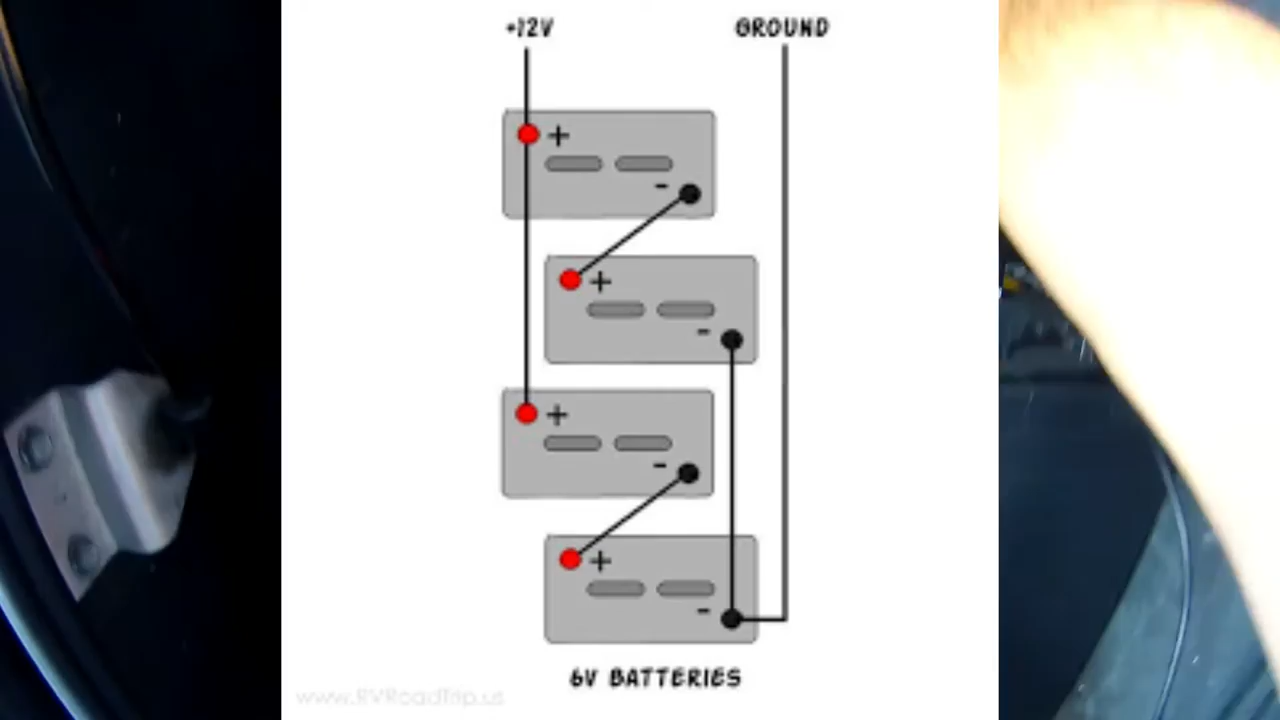 +12V
GROUND
+
-
+
-
+
-
+
-
6V BATTERIES
www.RVRoadTrip.us